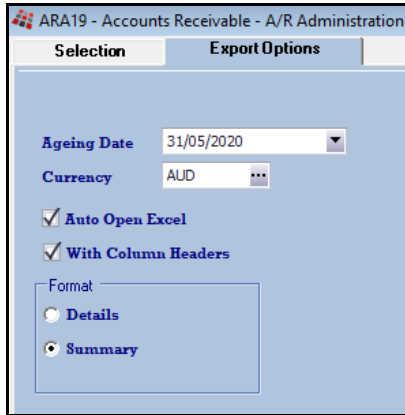 ARA19 - Accounts Receivable - A/R Administration
Selection Export Options
Ageing Date 31/05/2020
Currency AUD ...
Auto Open Excel
With Column Headers
Format
Details
Summary